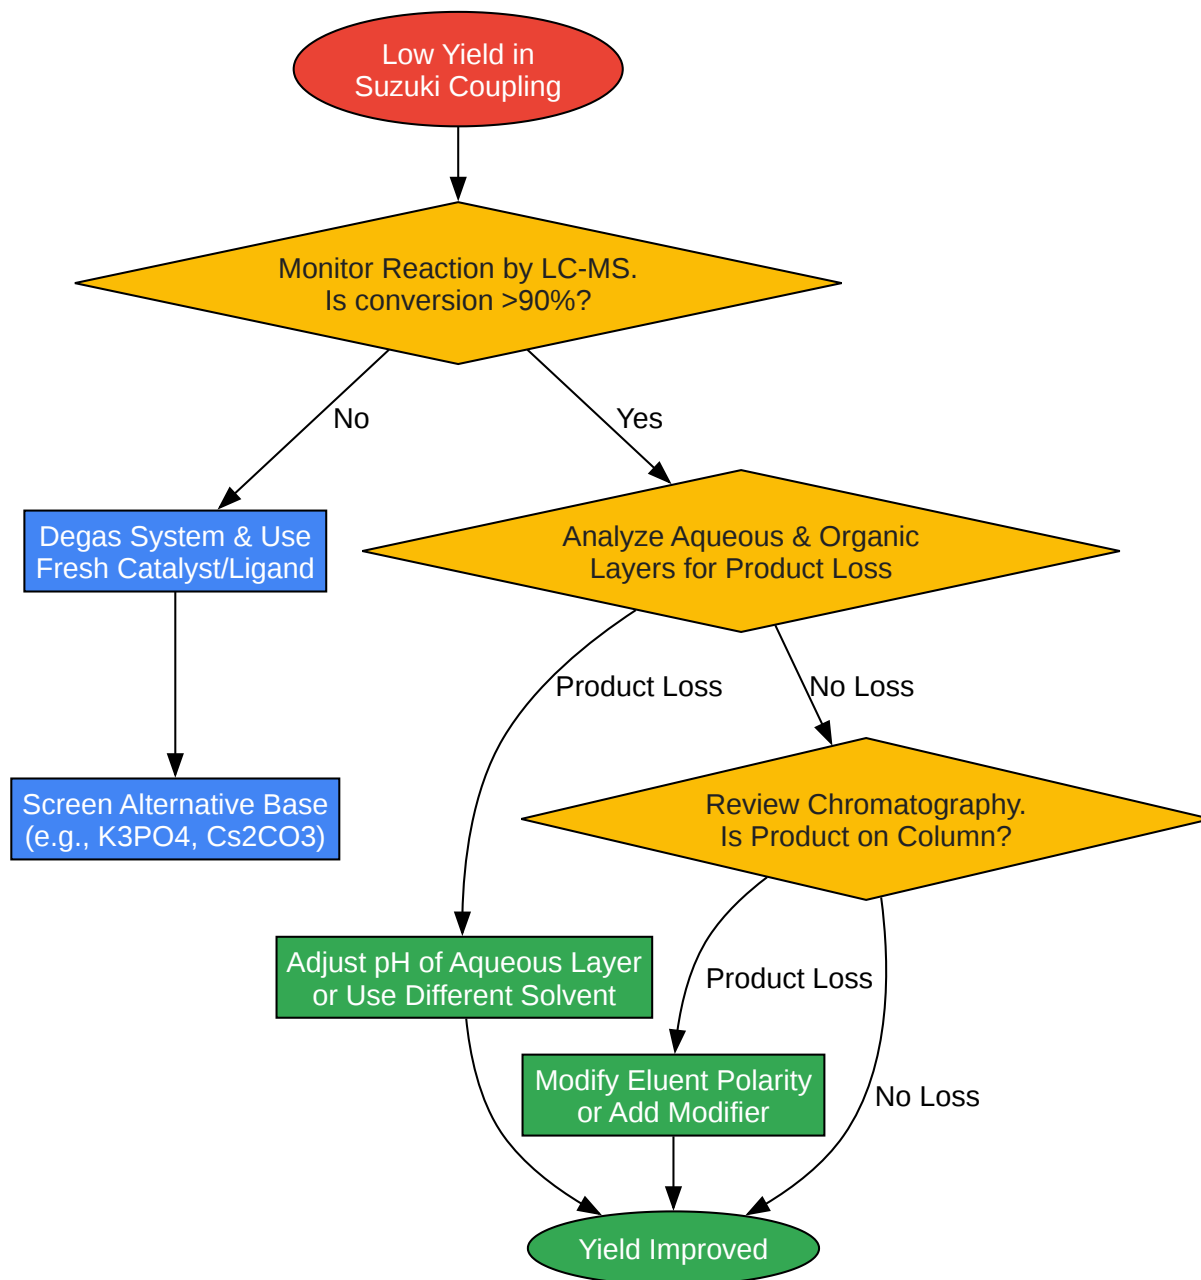 Low Yield in
Suzuki Coupling
Monitor Reaction by LC-MS.
Is conversion >90%?
No
Yes
Degas System & Use
Fresh Catalyst/Ligand
Analyze Aqueous & Organic
Layers for Product Loss
Product Loss
No Loss
Screen Alternative Base
(e.g., K3PO4, Cs2CO3)
Review Chromatography.
Is Product on Column?
Adjust pH of Aqueous Layer
or Use Different Solvent
Product Loss
Modify Eluent Polarity
or Add Modifier
No Loss
Yield Improved